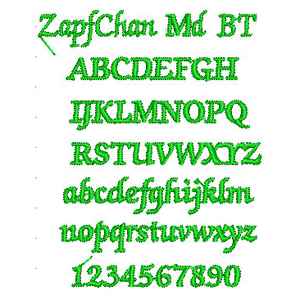 ZapfChan Md BT
ABCDEFGH
IJKLMNOPQ
RSTUVWXYZ
abcdefghijklm
nopqrstuvwxyz
1234567890